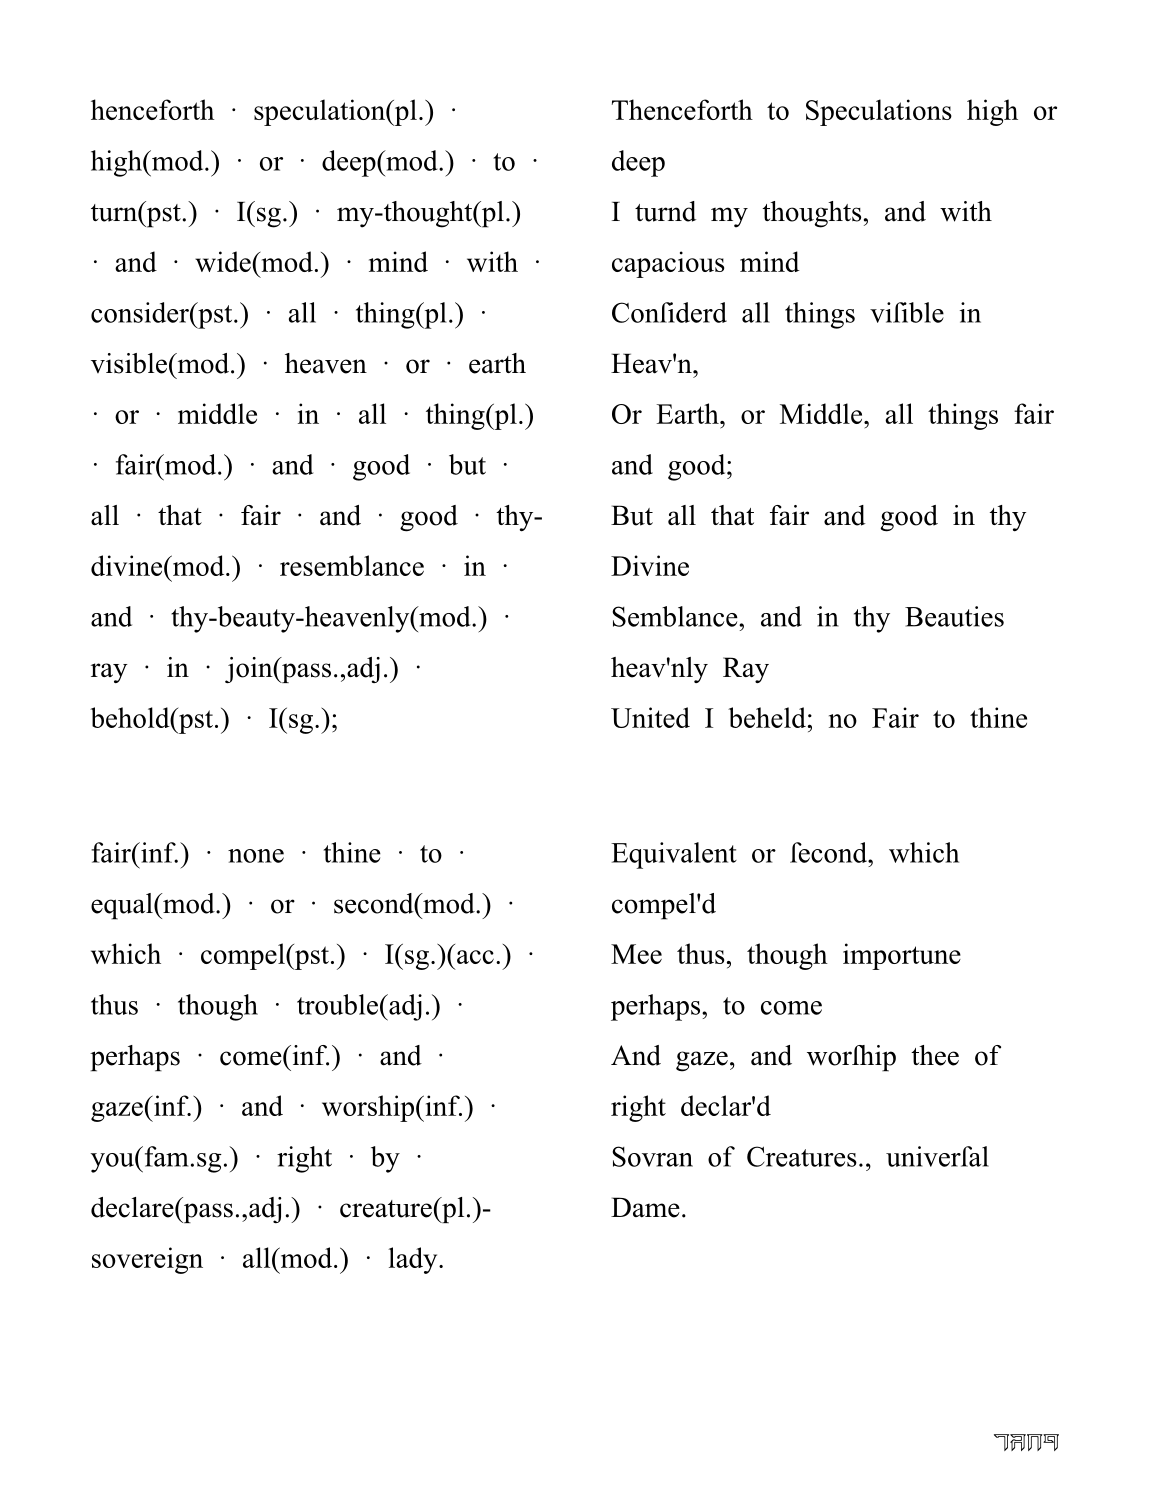 henceforth · speculation(pl.) ·
high(mod.) · or · deep(mod.) · to ·
turn(pst.) · I(sg.) · my-thought(pl.)
· and · wide(mod.) · mind · with ·
consider(pst.) · all · thing(pl.) ·
visible(mod.) · heaven · or · earth
· or · middle · in · all · thing(pl.)
· fair(mod.) · and · good · but ·
all · that · fair · and · good · thy-
divine(mod.) · resemblance · in ·
and · thy-beauty-heavenly(mod.) ·
ray · in · join(pass.,adj.) ·
behold(pst.) · I(sg.);
fair(inf.) · none · thine · to ·
equal(mod.) · or · second(mod.) ·
which · compel(pst.) · I(sg.)(acc.) ·
thus · though · trouble(adj.) ·
perhaps · come(inf.) · and ·
gaze(inf.) · and · worship(inf.) ·
you(fam.sg.) · right · by ·
declare(pass.,adj.) · creature(pl.)-
sovereign · all(mod.) · lady.
Thenceforth to Speculations high or
deep
I turnd my thoughts, and with
capacious mind
Conſiderd all things viſible in
Heav'n,
Or Earth, or Middle, all things fair
and good;
But all that fair and good in thy
Divine
Semblance, and in thy Beauties
heav'nly Ray
United I beheld; no Fair to thine
Equivalent or ſecond, which
compel'd
Mee thus, though importune
perhaps, to come
And gaze, and worſhip thee of
right declar'd
Sovran of Creatures., univerſal
Dame.